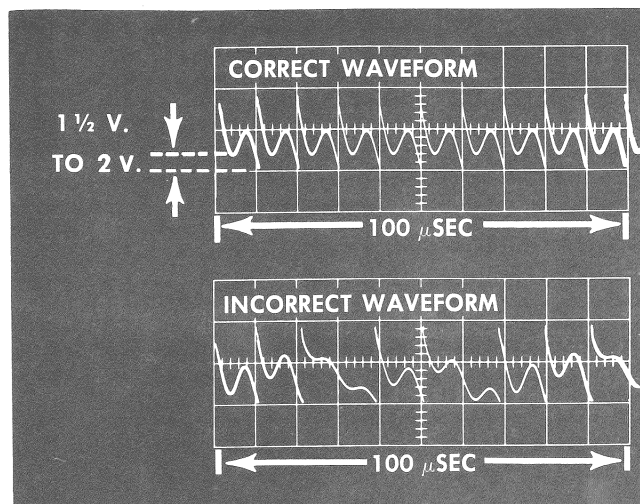 CORRECT WAVEFORM
1 ½ V.
TO 2 V.
100 μSEC
INCORRECT WAVEFORM
100 μSEC